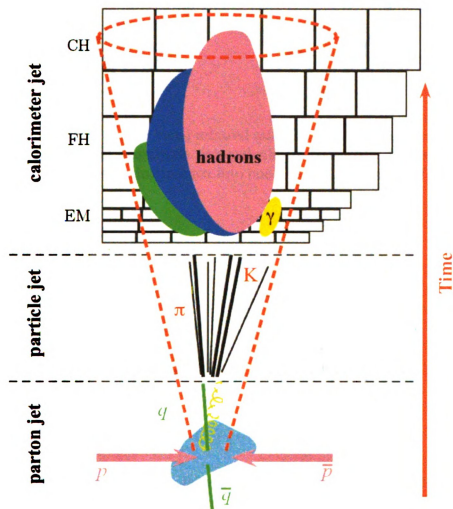 calorimeter jet
CH
FH
EM
hadrons
γ
Time
particle jet
π
K
parton jet
q
p
p̅
q̅